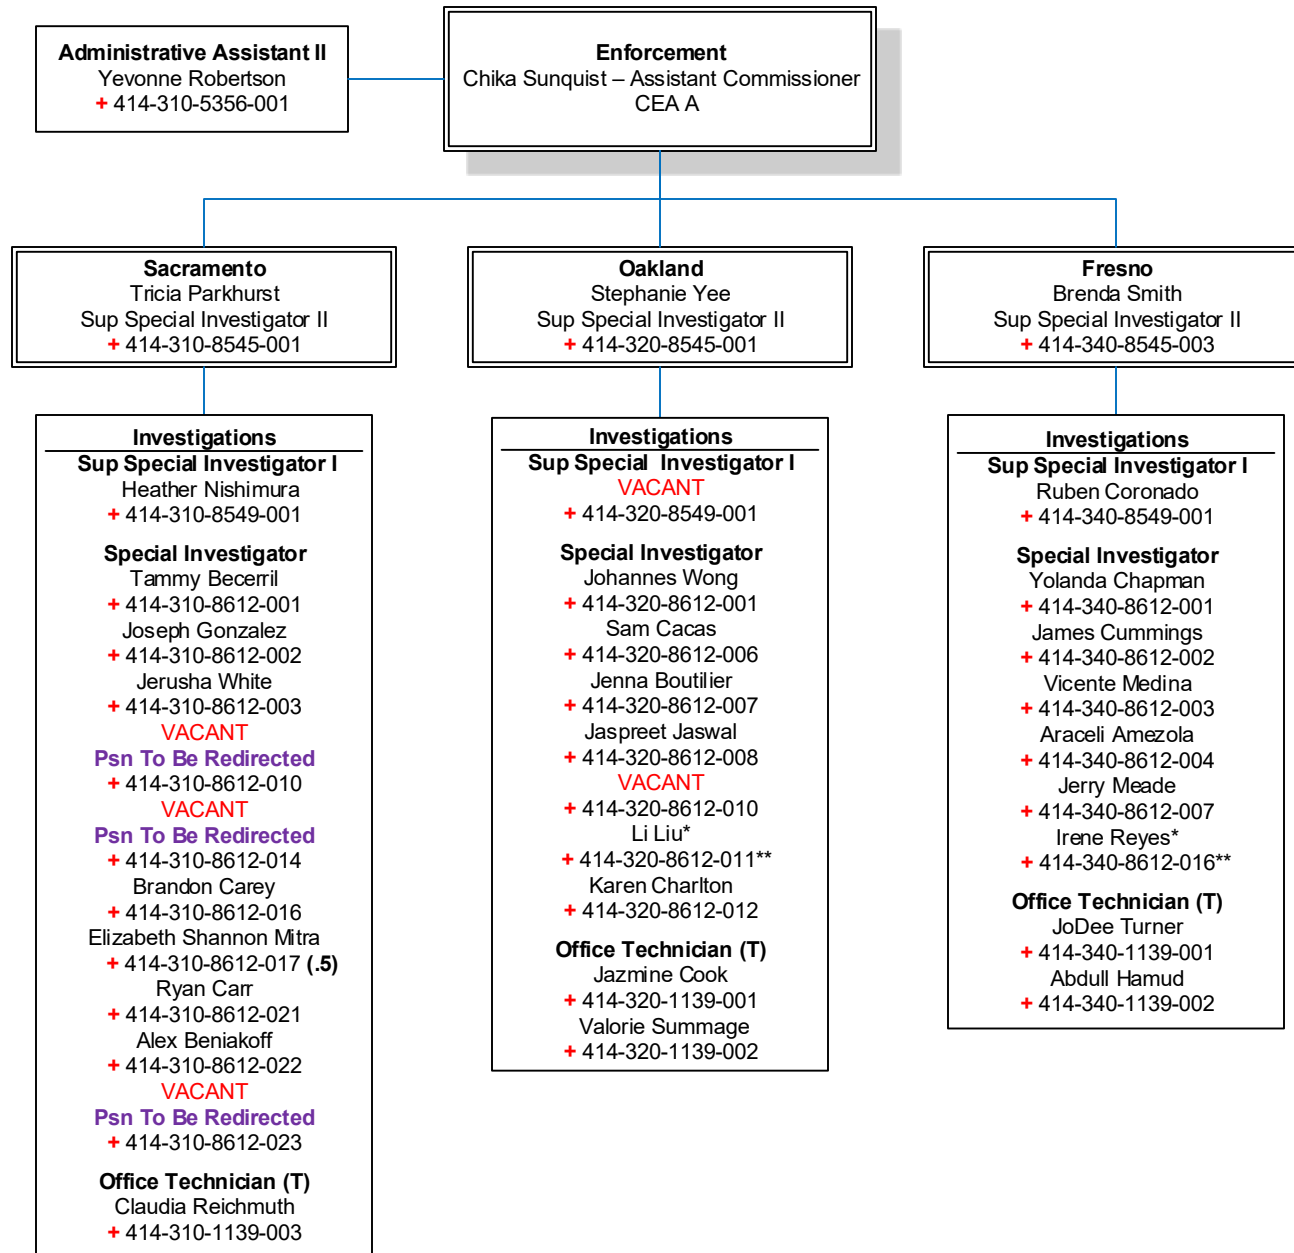 Administrative Assistant II
Yevonne Robertson
+ 414-310-5356-001
Enforcement
Chika Sunquist – Assistant Commissioner
CEA A
Sacramento
Tricia Parkhurst
Sup Special Investigator II
+ 414-310-8545-001
Oakland
Stephanie Yee
Sup Special Investigator II
+ 414-320-8545-001
Fresno
Brenda Smith
Sup Special Investigator II
+ 414-340-8545-003
Investigations
Sup Special Investigator I
Heather Nishimura
+ 414-310-8549-001
Special Investigator
Tammy Becerril
+ 414-310-8612-001
Joseph Gonzalez
+ 414-310-8612-002
Jerusha White
+ 414-310-8612-003
VACANT
Psn To Be Redirected
+ 414-310-8612-010
VACANT
Psn To Be Redirected
+ 414-310-8612-014
Brandon Carey
+ 414-310-8612-016
Elizabeth Shannon Mitra
+ 414-310-8612-017 (.5)
Ryan Carr
+ 414-310-8612-021
Alex Beniakoff
+ 414-310-8612-022
VACANT
Psn To Be Redirected
+ 414-310-8612-023
Office Technician (T)
Claudia Reichmuth
+ 414-310-1139-003
Investigations
Sup Special Investigator I
VACANT
+ 414-320-8549-001
Special Investigator
Johannes Wong
+ 414-320-8612-001
Sam Cacas
+ 414-320-8612-006
Jenna Boutilier
+ 414-320-8612-007
Jaspreet Jaswal
+ 414-320-8612-008
VACANT
+ 414-320-8612-010
Li Liu*
+ 414-320-8612-011**
Karen Charlton
+ 414-320-8612-012
Office Technician (T)
Jazmine Cook
+ 414-320-1139-001
Valorie Summage
+ 414-320-1139-002
Investigations
Sup Special Investigator I
Ruben Coronado
+ 414-340-8549-001
Special Investigator
Yolanda Chapman
+ 414-340-8612-001
James Cummings
+ 414-340-8612-002
Vicente Medina
+ 414-340-8612-003
Araceli Amezola
+ 414-340-8612-004
Jerry Meade
+ 414-340-8612-007
Irene Reyes*
+ 414-340-8612-016**
Office Technician (T)
JoDee Turner
+ 414-340-1139-001
Abdull Hamud
+ 414-340-1139-002